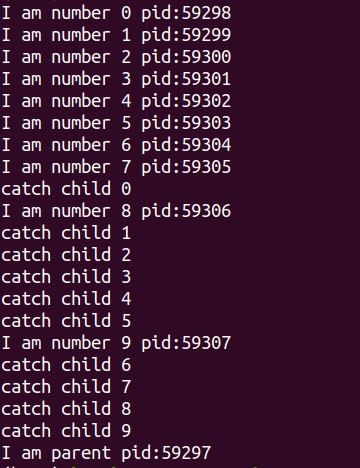 I am number 0 pid:59298
I am number 1 pid:59299
I am number 2 pid:59300
I am number 3 pid:59301
I am number 4 pid:59302
I am number 5 pid:59303
I am number 6 pid:59304
I am number 7 pid:59305
catch child 0
I am number 8 pid:59306
catch child 1
catch child 2
catch child 3
catch child 4
catch child 5
I am number 9 pid:59307
catch child 6
catch child 7
catch child 8
catch child 9
I am parent pid:59297